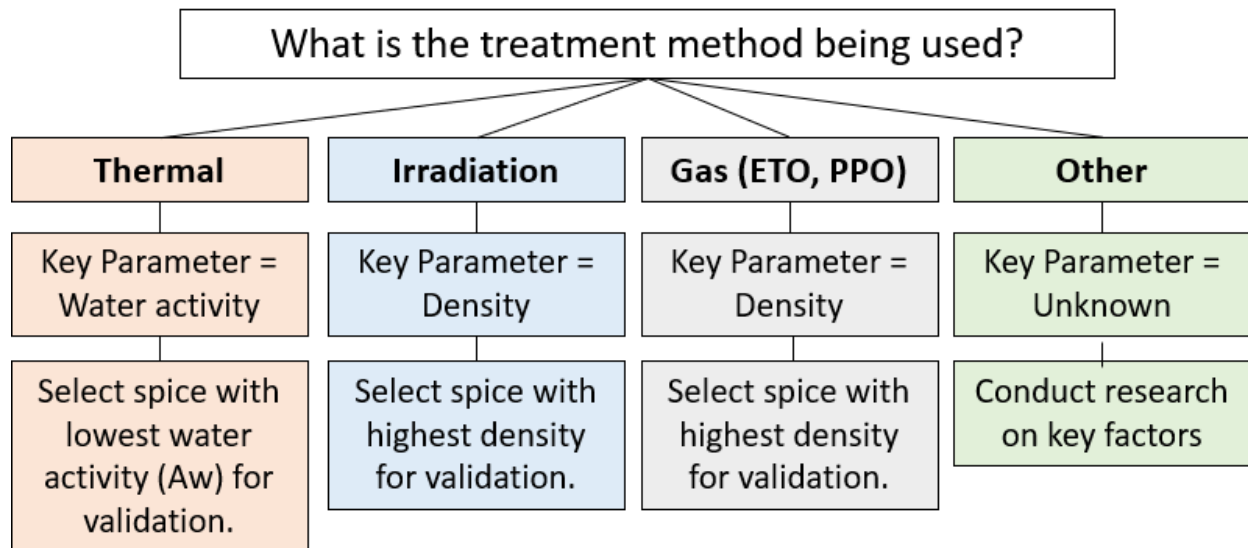 What is the treatment method being used?
Thermal
Key Parameter =
Water activity
Select spice with
lowest water
activity (Aw) for
validation.
Irradiation
Key Parameter =
Density
Select spice with
highest density
for validation.
Gas (ETO, PPO)
Key Parameter =
Density
Select spice with
highest density
for validation.
Other
Key Parameter =
Unknown
Conduct research
on key factors